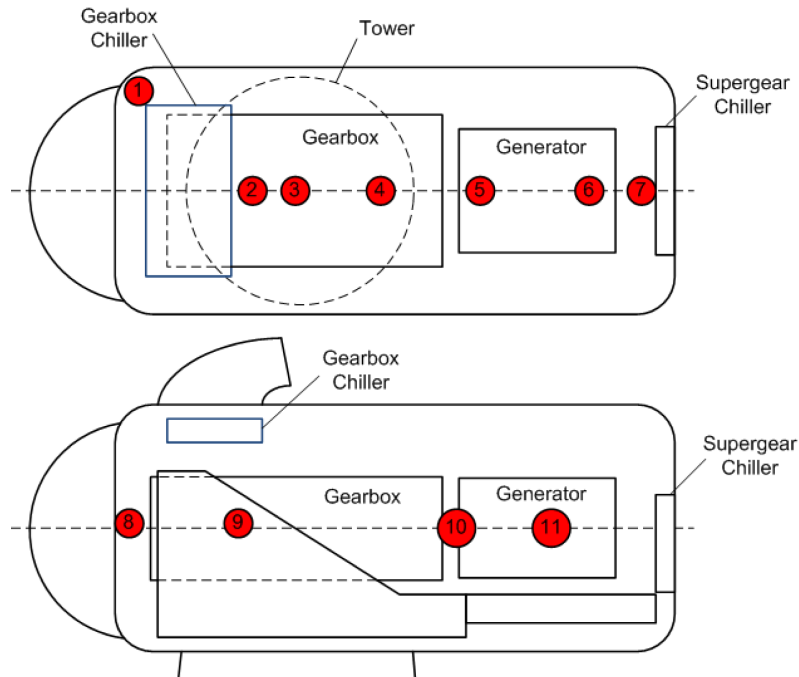 Gearbox
Chiller
Tower
Supergear
Chiller
1
Gearbox
Generator
2
3
4
5
6
7
Gearbox
Chiller
Supergear
Chiller
Gearbox
Generator
8
9
10
11